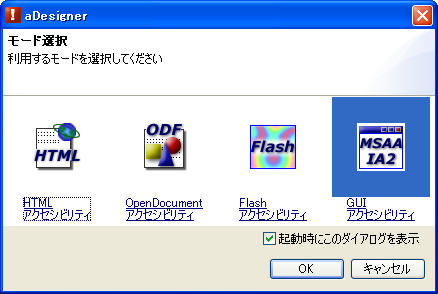 aDesigner
モード選択
利用するモードを選択してください
HTML
ODF
Flash
MSAA
IA2
HTML
アクセシビリティ
OpenDocument
アクセシビリティ
Flash
アクセシビリティ
GUI
アクセシビリティ
起動時にこのダイアログを表示
OK
キャンセル